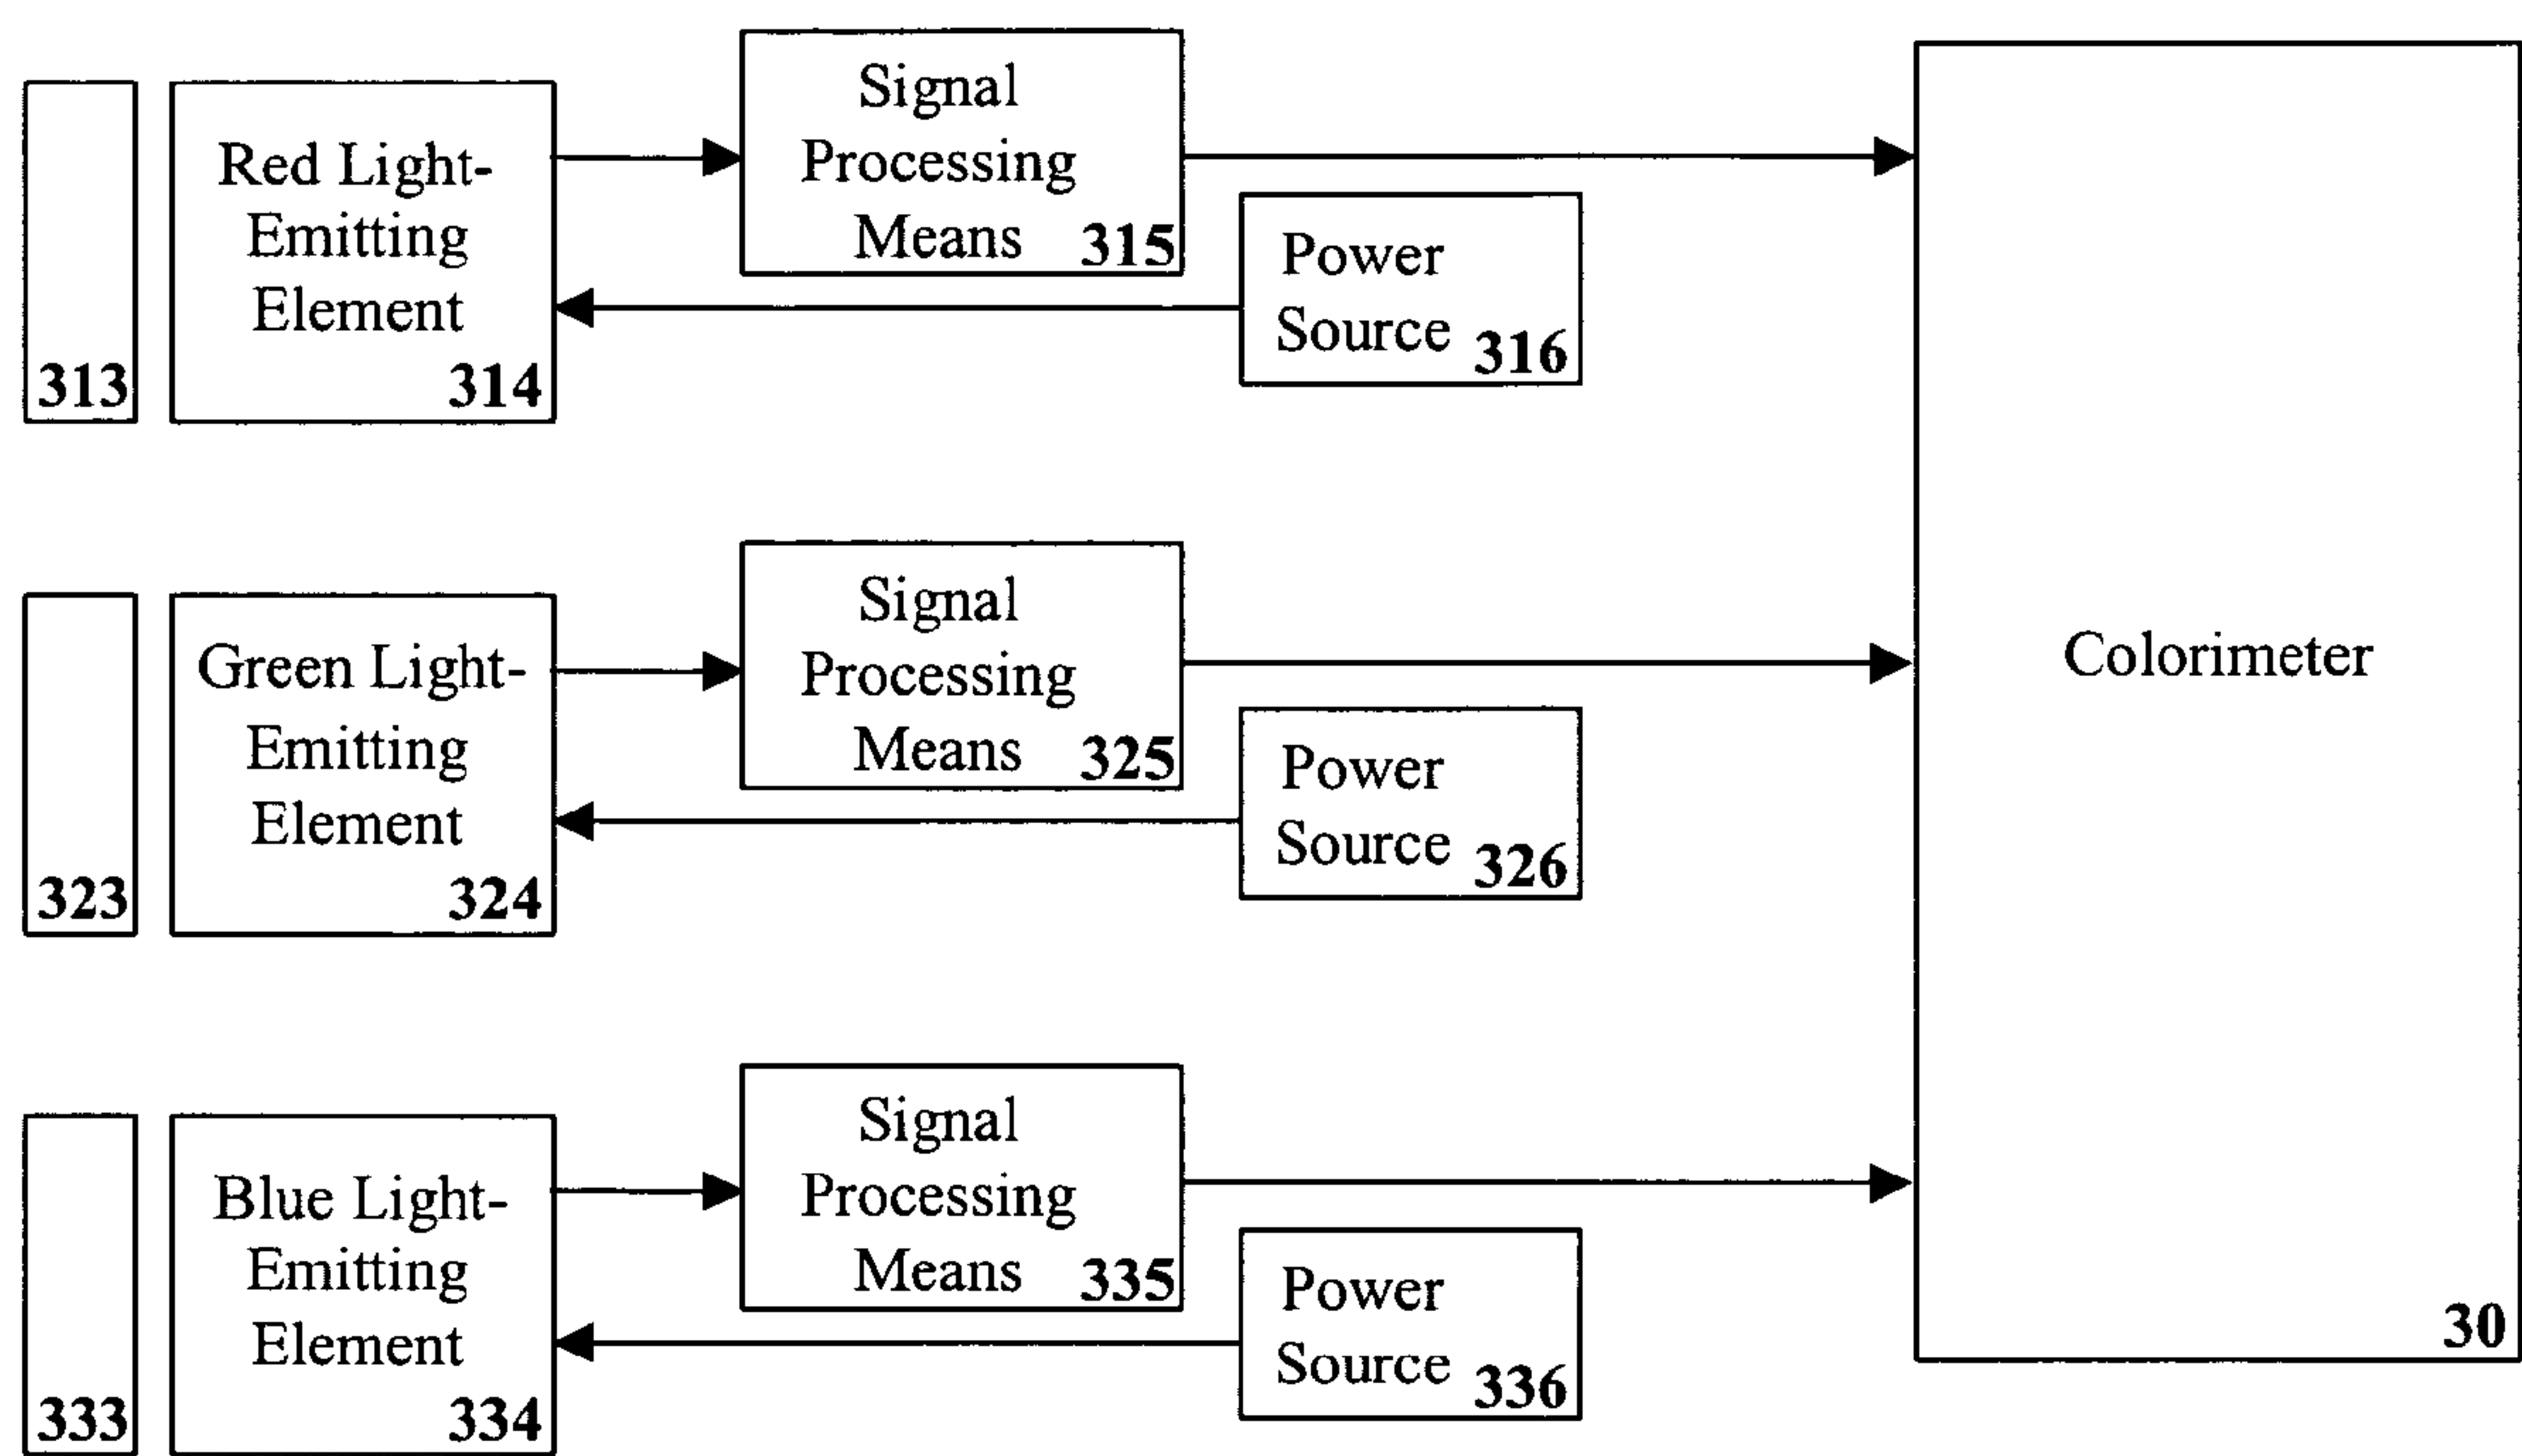 313
Red Light-
Emitting
Element
314
Signal
Processing
Means 315
Power
Source 316
323
Green Light-
Emitting
Element
324
Signal
Processing
Means 325
Power
Source 326
333
Blue Light-
Emitting
Element
334
Signal
Processing
Means 335
Power
Source 336
Colorimeter
30